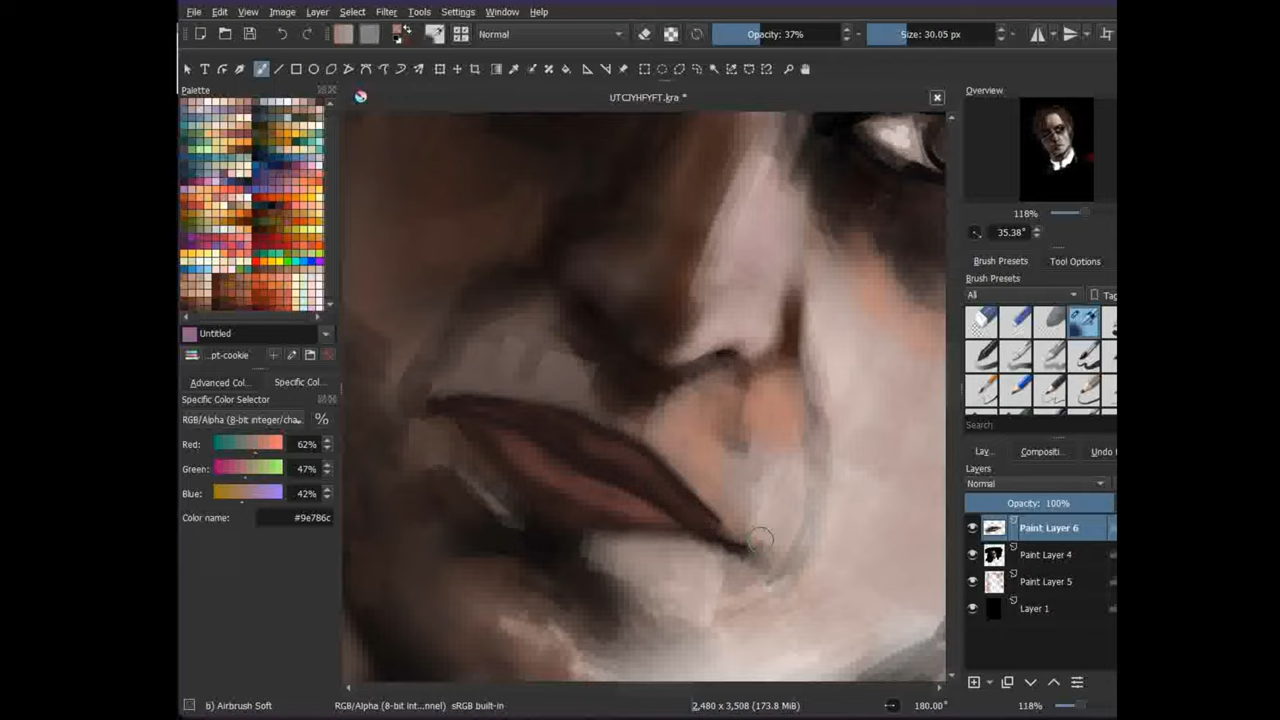 File Edit View Image Layer Select Filter Tools Settings Window Help
Normal Opacity: 37% Size: 30.05 px
Palette
UTCJYHFYFT.kra *
Overview
118%
35.38°
Brush Presets Tool Options
Brush Presets
All Tag
Untitled
...pt-cookie
Advanced Col... Specific Col...
Specific Color Selector
RGB/Alpha (8-bit integer/cha... %
Red: 62%
Green: 47%
Blue: 42%
Color name: #9e786c
Search
Lay... Compositi... Undo
Layers
Normal
Opacity: 100%
Paint Layer 6
Paint Layer 4
Paint Layer 5
Layer 1
b) Airbrush Soft RGB/Alpha (8-bit int...nnel) sRGB built-in 2,480 x 3,508 (173.8 MiB) 180.00° 118%